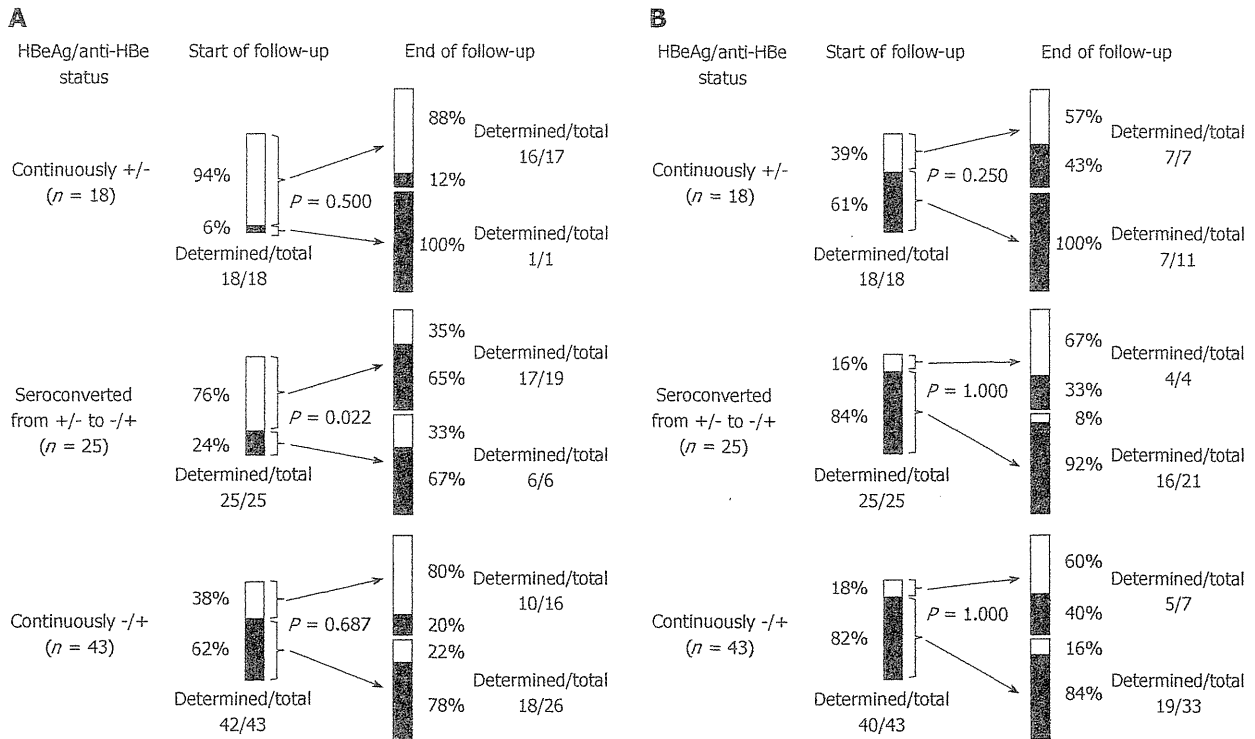 A
HBeAg/anti-HBe
status
Start of follow-up
End of follow-up
Continuously +/-
(n = 18)
94%
6%
P = 0.500
Determined/total
18/18
88%
12%
Determined/total
16/17
100%
Determined/total
1/1
Seroconverted
from +/- to -/+
(n = 25)
76%
24%
P = 0.022
Determined/total
25/25
35%
65%
Determined/total
17/19
33%
67%
Determined/total
6/6
Continuously -/+
(n = 43)
38%
62%
P = 0.687
Determined/total
42/43
80%
20%
Determined/total
10/16
22%
78%
Determined/total
18/26
B
HBeAg/anti-HBe
status
Start of follow-up
End of follow-up
Continuously +/-
(n = 18)
39%
61%
P = 0.250
Determined/total
18/18
57%
43%
Determined/total
7/7
100%
Determined/total
7/11
Seroconverted
from +/- to -/+
(n = 25)
16%
84%
P = 1.000
Determined/total
25/25
67%
33%
Determined/total
4/4
8%
92%
Determined/total
16/21
Continuously -/+
(n = 43)
18%
82%
P = 1.000
Determined/total
40/43
60%
40%
Determined/total
5/7
16%
84%
Determined/total
19/33